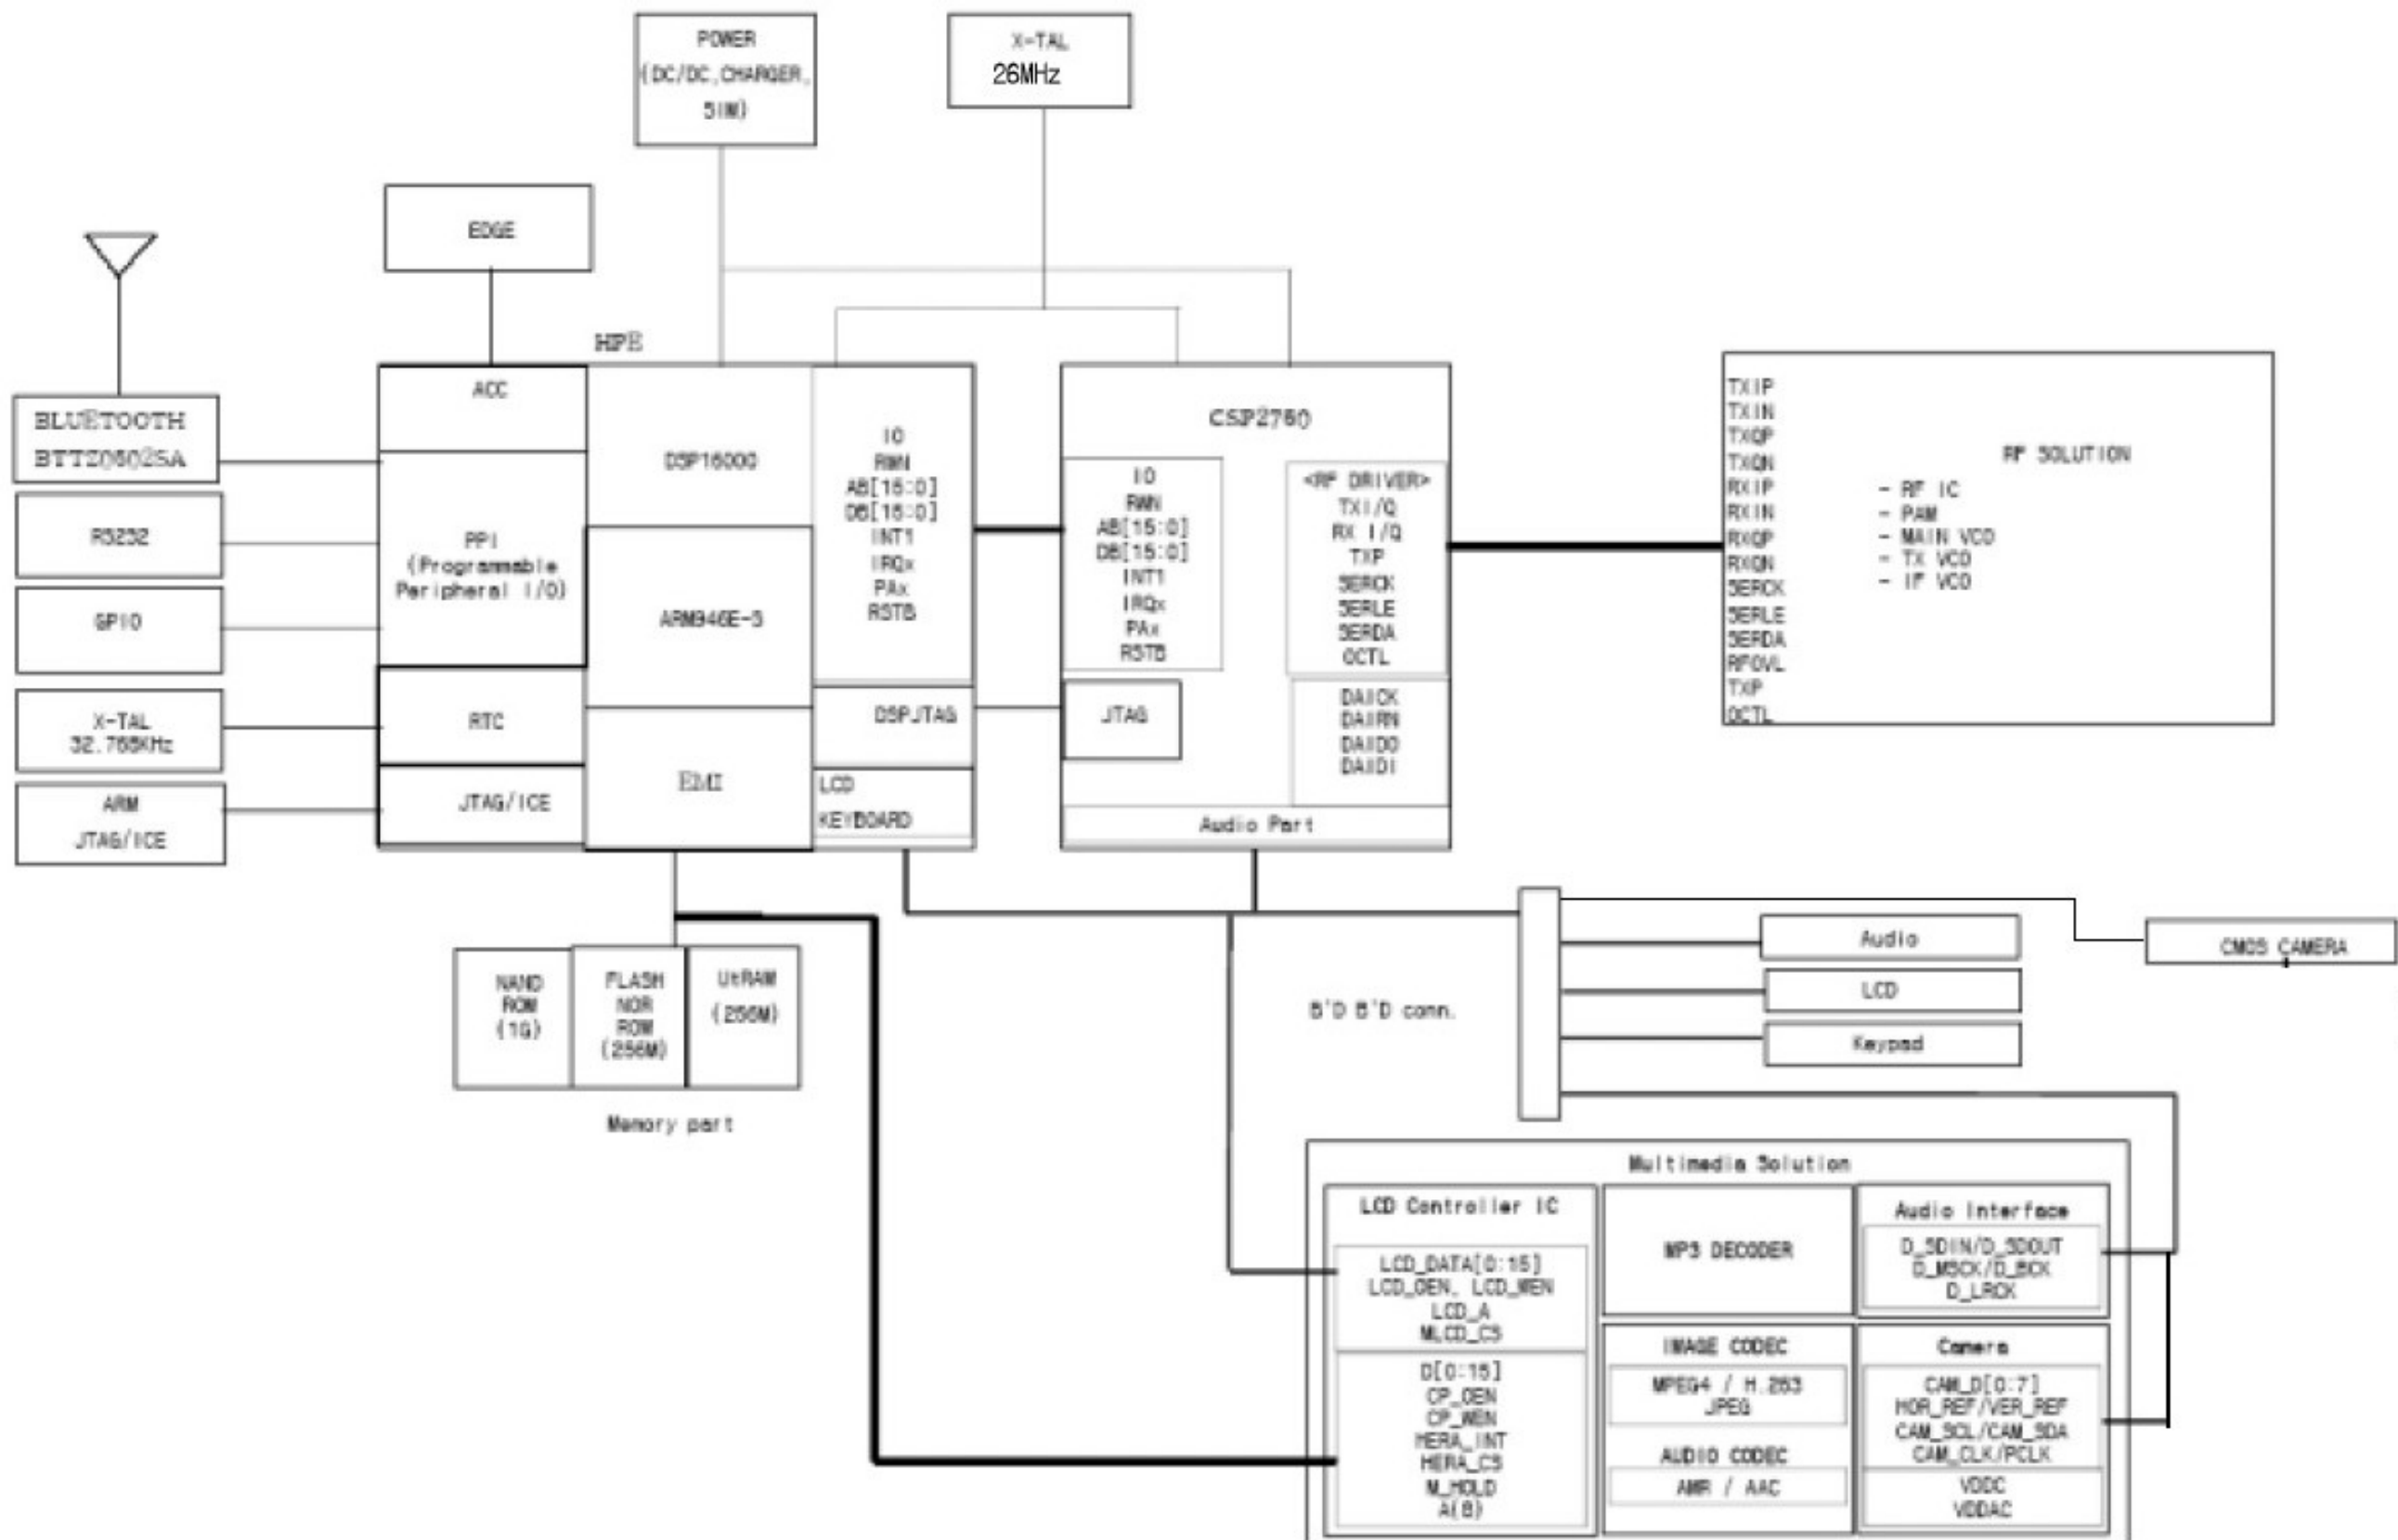 POWER
(DC/DC,CHARGER,
SIM)
X-TAL
26MHz
EDGE
HPE
BLUETOOTH
RS232
GPIO
X-TAL
32.768KHz
ARM
JTAG/ICE
ACC
PPI
(Programmable
Peripheral I/O)
RTC
JTAG/ICE
DSP16000
ARM946E-S
EMI
IO
RWN
AB[15:0]
DB[15:0]
INT1
IRQx
PAx
RSTB
DSPJTAG
LCD
KEYBOARD
CSP2760
IO
RWN
AB[15:0]
DB[15:0]
INT1
IRQx
PAx
RSTB
JTAG
<RF DRIVER>
TXI/Q
RX I/Q
TXP
SERCK
SERLE
SERDA
OCTL
DAICK
DAIRN
DAIDO
DAIDI
Audio Part
TXIP
TXIN
TXQP
TXQN
RXIP
RXIN
RXQP
RXQN
SERCK
SERLE
SERDA
RFOVL
TXP
OCTL
RF SOLUTION
- RF IC
- PAM
- MAIN VCO
- TX VCO
- IF VCO
NAND
ROM
(1G)
FLASH
NOR
ROM
(256M)
UtRAM
(256M)
Memory part
B'D B'D conn.
Audio
LCD
Keypad
CMOS CAMERA
Multimedia Solution
LCD Controller IC
LCD_DATA[0:15]
LCD_OEN, LCD_WEN
LCD_A
MLCD_CS
D[0:15]
CP_OEN
CP_WEN
HERA_INT
HERA_CS
M_HOLD
MP3 DECODER
IMAGE CODEC
MPEG4 / H.263
JPEG
AUDIO CODEC
AMR / AAC
Audio Interface
D_SDIN/D_SDOUT
D_MSCK/D_BCK
D_LRCK
Camera
CAM_D[0:7]
HOR_REF/VER_REF
CAM_SCL/CAM_SDA
CAM_CLK/PCLK
VDDC
VDDAC